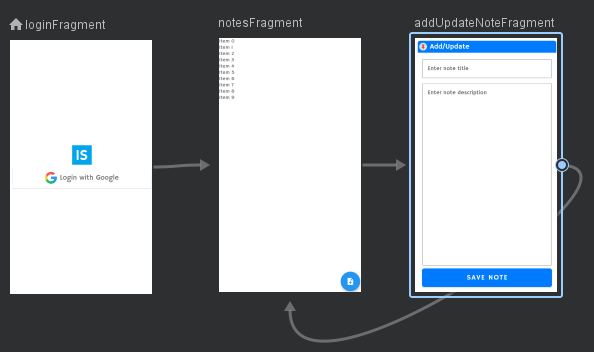 loginFragment
IS
Login with Google
notesFragment
Item 0
Item 1
Item 2
Item 3
Item 4
Item 5
Item 6
Item 7
Item 8
Item 9
addUpdateNoteFragment
Add/Update
Enter note title
Enter note description
SAVE NOTE